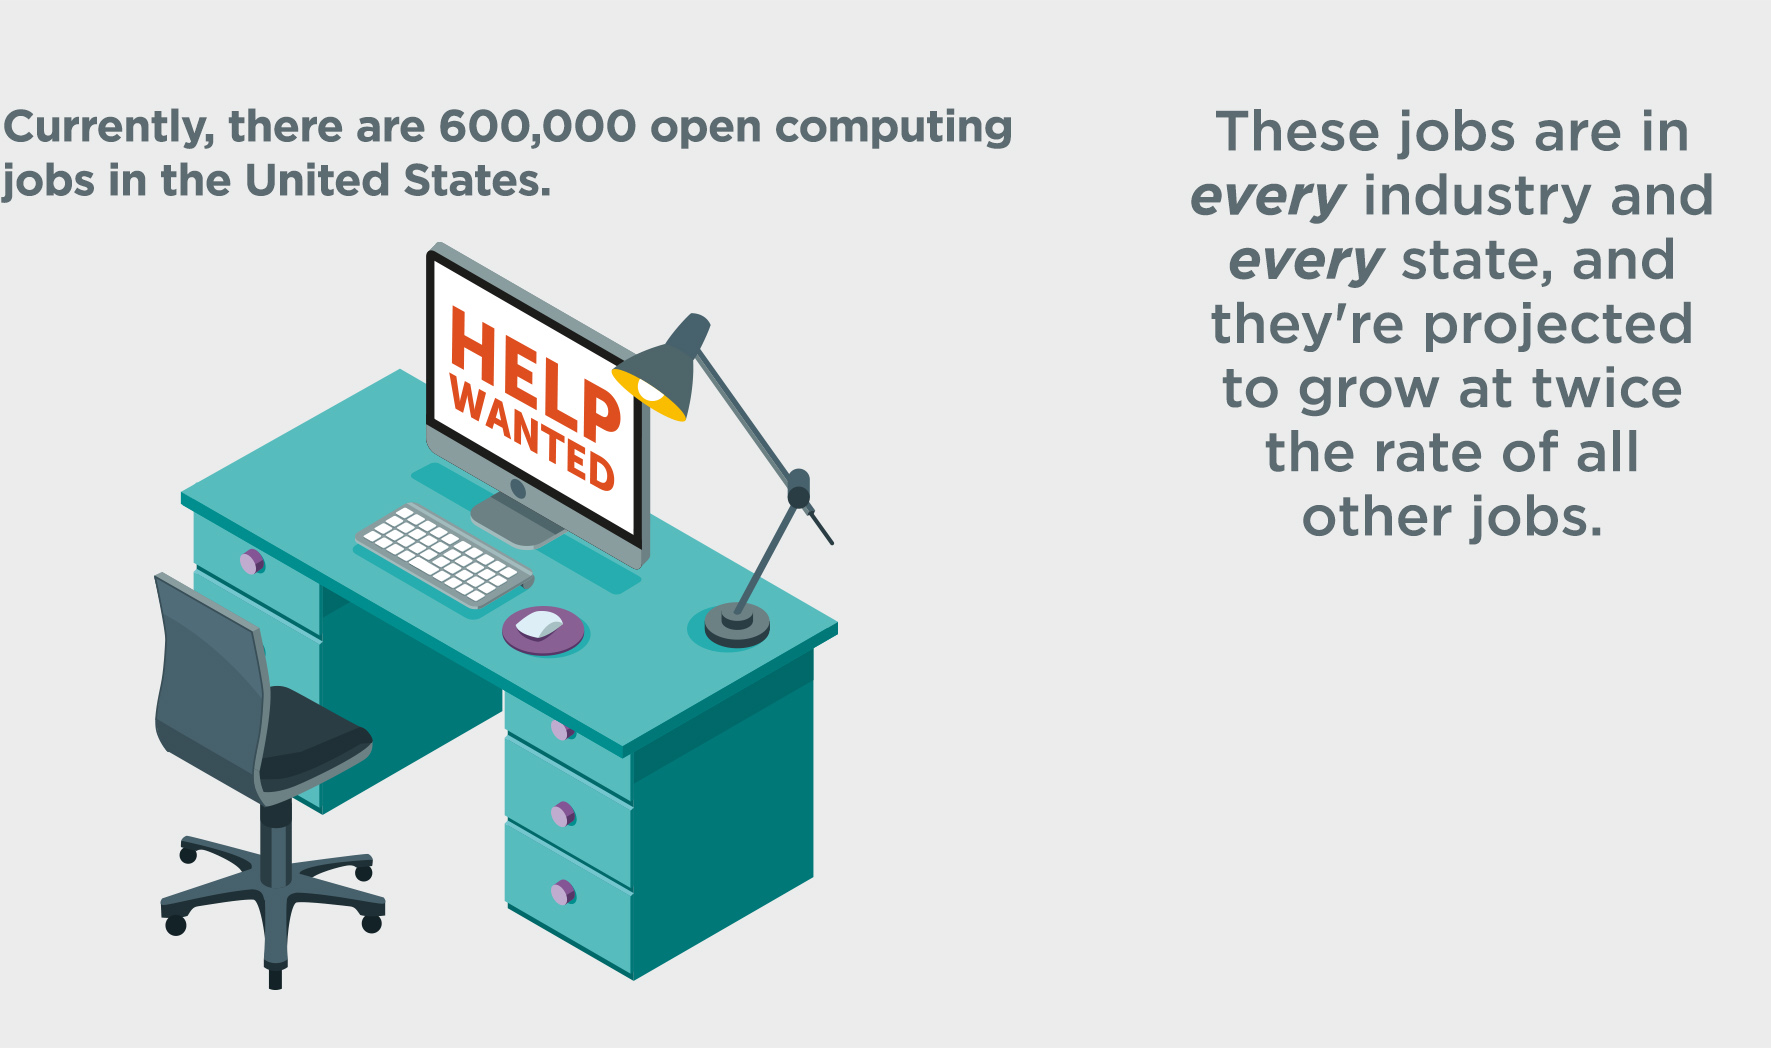 Currently, there are 600,000 open computing
jobs in the United States.
HELP
WANTED
These jobs are in
every industry and
every state, and
they're projected
to grow at twice
the rate of all
other jobs.